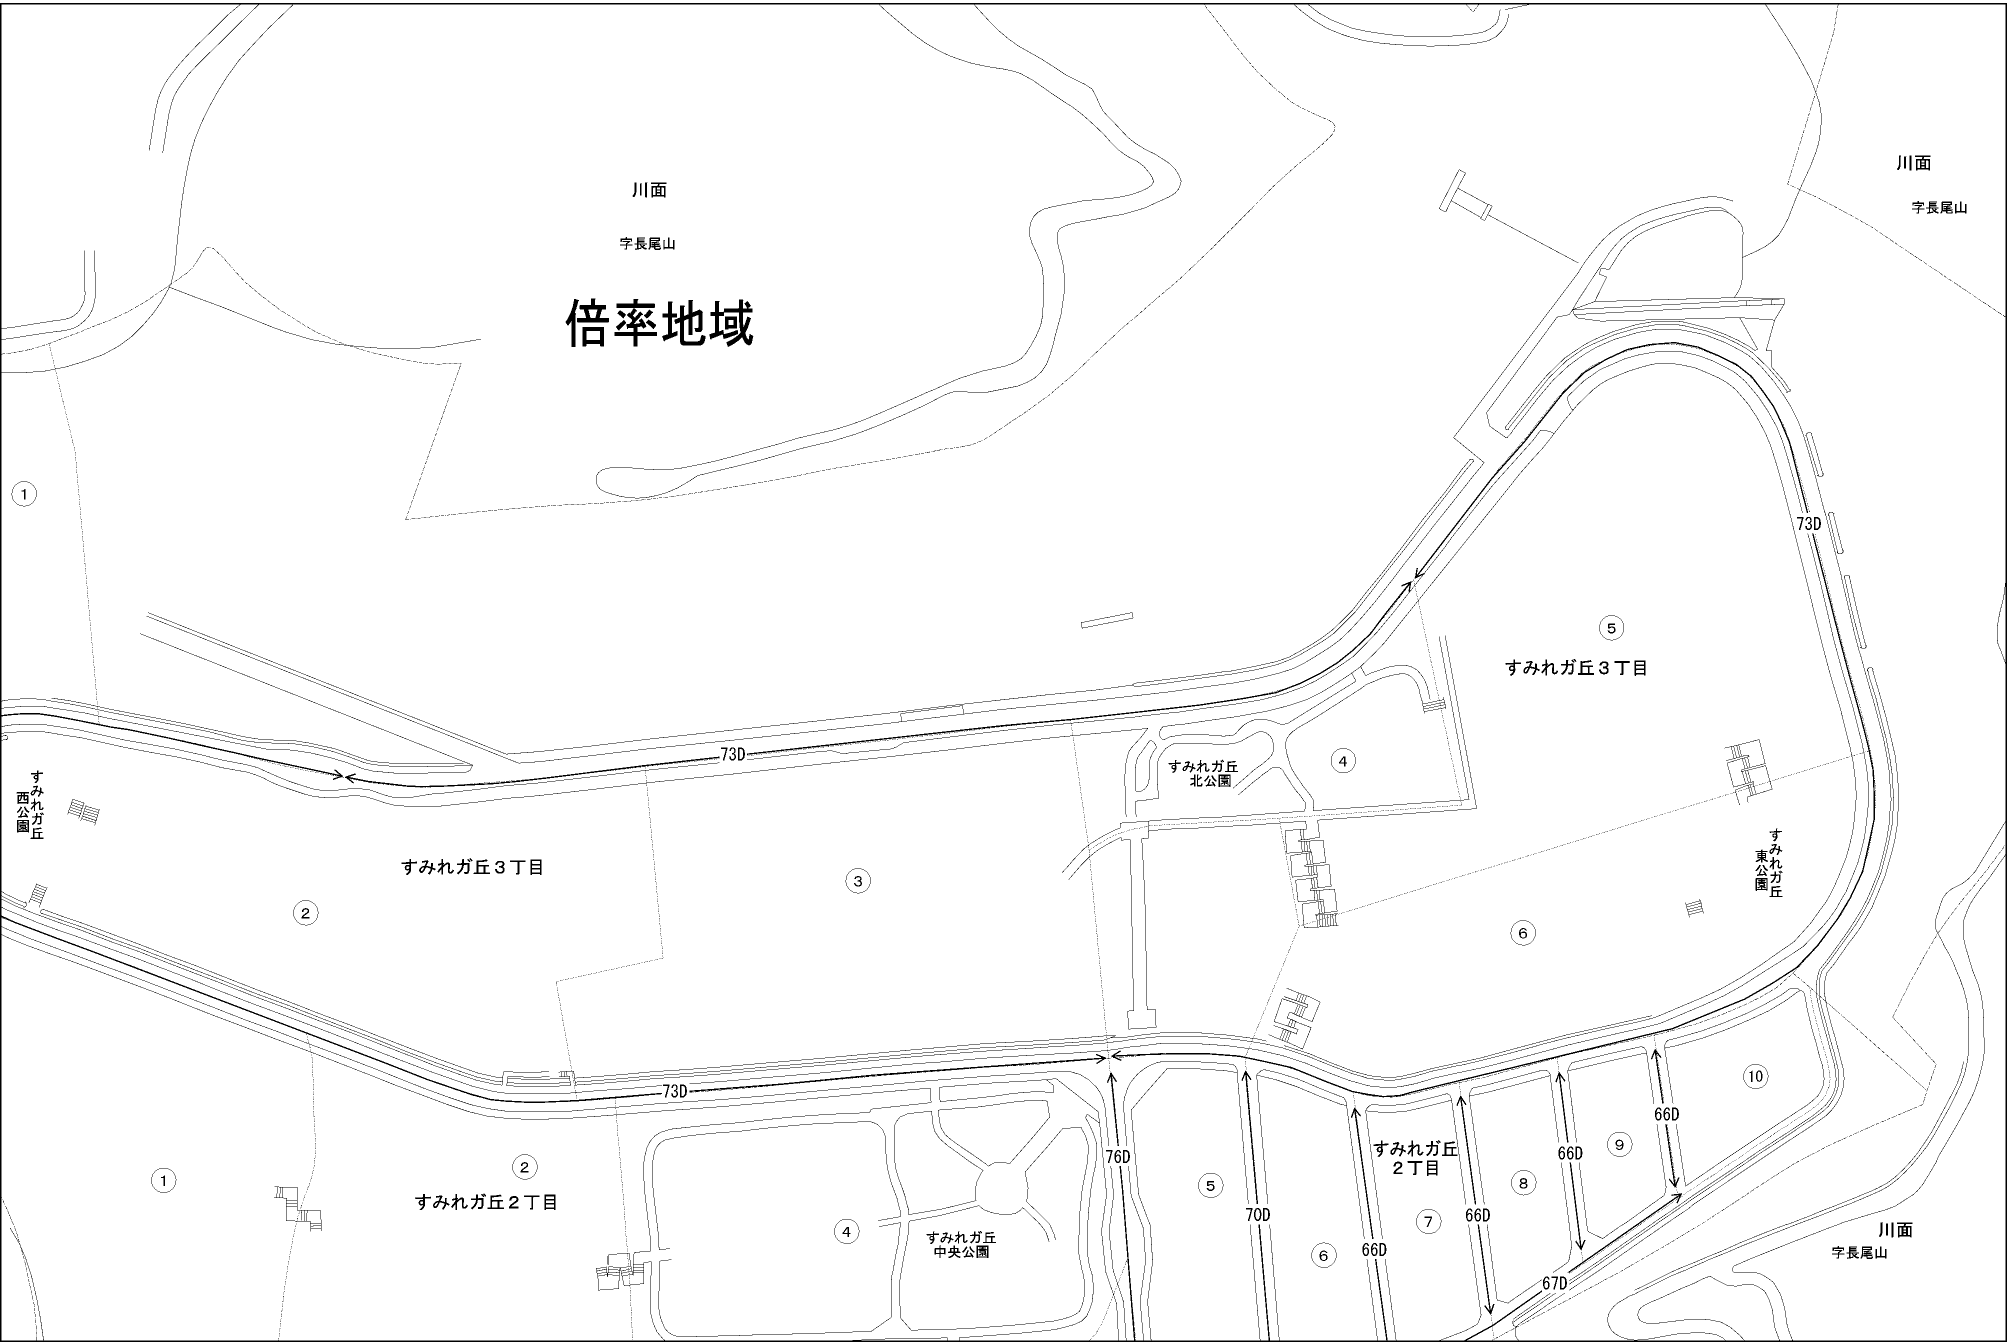 川面
字長尾山
倍率地域
川面
字長尾山
①
73D
⑤
すみれガ丘３丁目
73D
すみれガ丘
北公園
④
すみれガ丘
西公園
すみれガ丘３丁目
②
③
すみれガ丘
東公園
⑥
73D
⑩
66D
⑨
66D
すみれガ丘
２丁目
76D
①
②
すみれガ丘２丁目
④
すみれガ丘
中央公園
⑤
70D
⑥
66D
⑦
66D
⑧
67D
川面
字長尾山